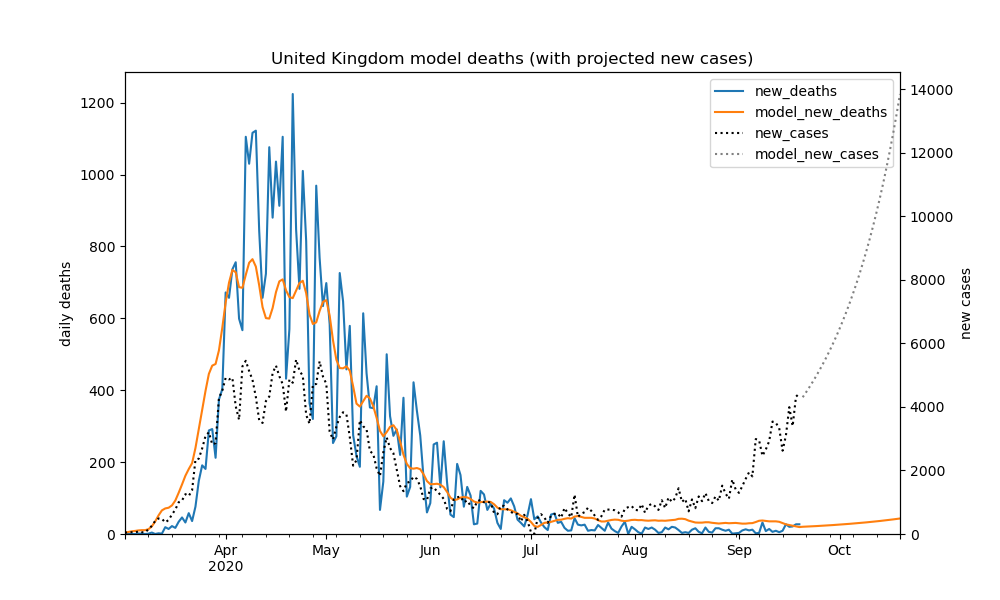 United Kingdom model deaths (with projected new cases)
new_deaths
model_new_deaths
new_cases
model_new_cases
daily deaths
1200
1000
800
600
400
200
0
14000
12000
10000
8000
6000
4000
2000
0
new cases
Apr
2020
May
Jun
Jul
Aug
Sep
Oct